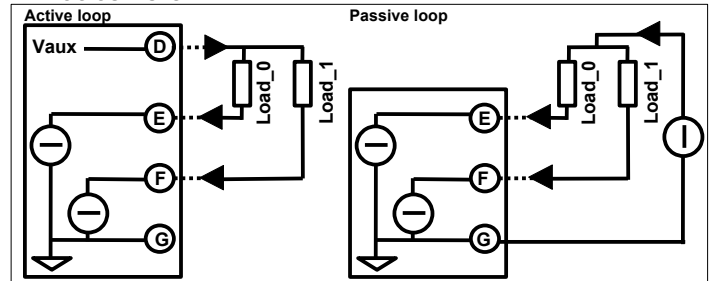 Active loop
Passive loop
Vaux
D
Load_0
Load_1
E
F
G
Load_0
Load_1
E
F
G